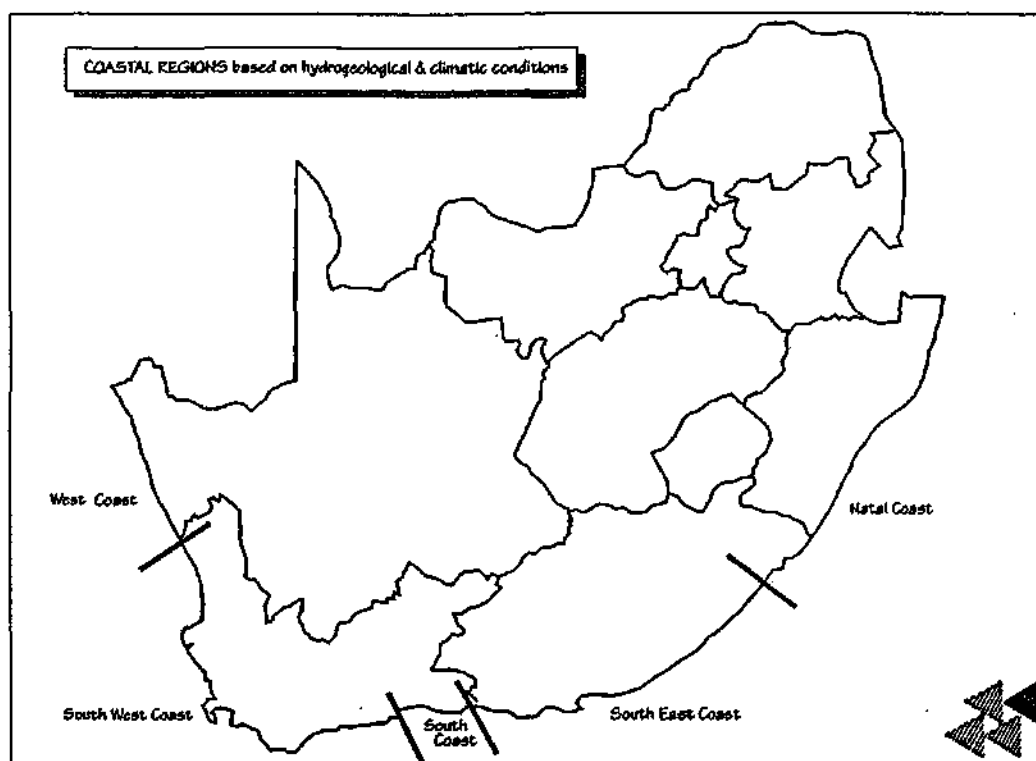 COASTAL REGIONS based on hydrogeological & climatic conditions
West Coast
Natal Coast
South West Coast
South
Coast
South East Coast